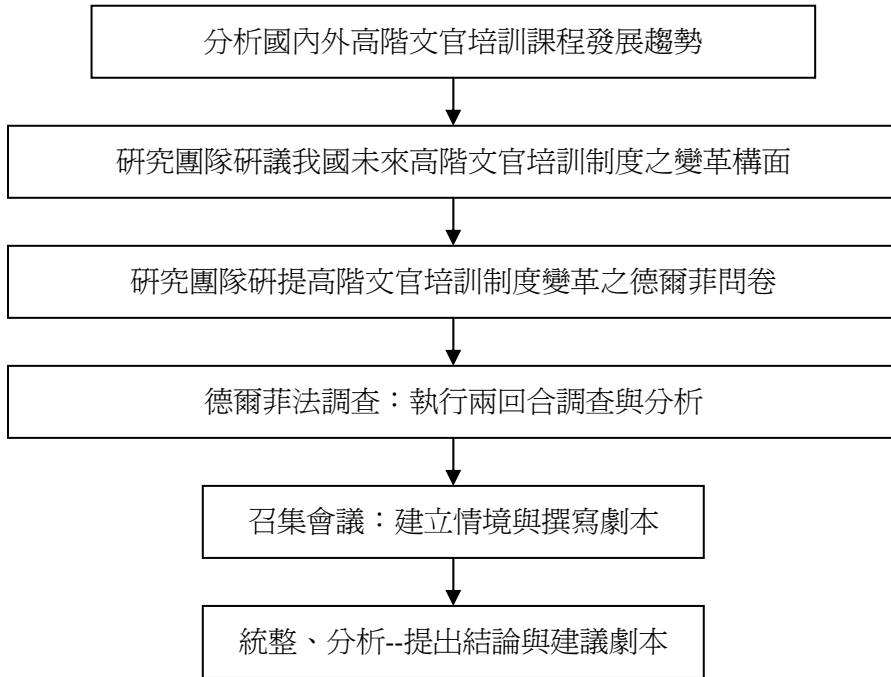 分析國內外高階文官培訓課程發展趨勢
研究團隊研議我國未來高階文官培訓制度之變革構面
研究團隊研提高階文官培訓制度變革之德爾菲問卷
德爾菲法調查：執行兩回合調查與分析
召集會議：建立情境與撰寫劇本
統整、分析--提出結論與建議劇本